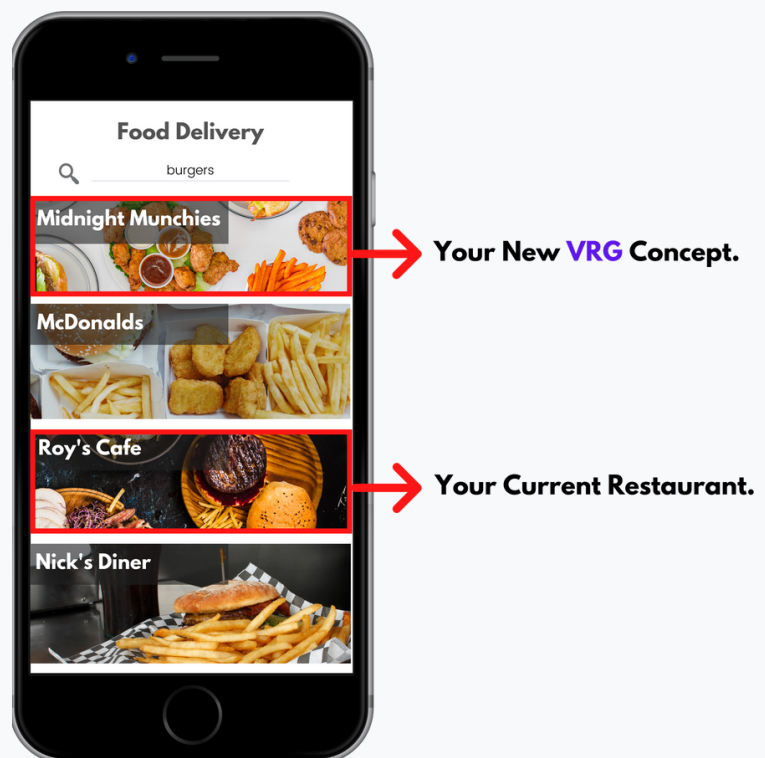 Food Delivery
burgers
Midnight Munchies
Your New VRG Concept.
McDonalds
Roy's Cafe
Your Current Restaurant.
Nick's Diner